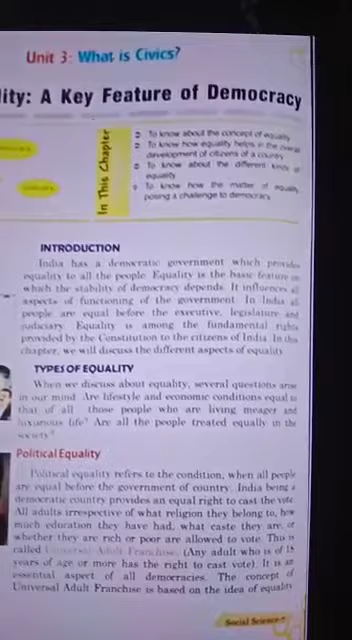 Unit 3: What is Civics?
lity: A Key Feature of Democracy
In This Chapter
To know about the concept of equality
To know how equality helps in the overall
development of citizens of a country
To know about the different kinds of
equality
To know how the matter of equality
posing a challenge to democracy
INTRODUCTION
India has a democratic government which provides
equality to all the people. Equality is the basic feature on
which the stability of democracy depends. It influences all
aspects of functioning of the government. In India all
people are equal before the executive, legislature and
judiciary. Equality is among the fundamental rights
provided by the Constitution to the citizens of India. In this
chapter, we will discuss the different aspects of equality.
TYPES OF EQUALITY
When we discuss about equality, several questions arise
in our mind. Are lifestyle and economic conditions equal to
that of all those people who are living meager and
luxurious life? Are all the people treated equally in the
society?
Political Equality
Political equality refers to the condition, when all people
are equal before the government of country. India being a
democratic country provides an equal right to cast the vote.
All adults irrespective of what religion they belong to, how
much education they have had, what caste they are, or
whether they are rich or poor are allowed to vote. This is
called Universal Adult Franchise. (Any adult who is of 18
years of age or more has the right to cast vote). It is an
essential aspect of all democracies. The concept of
Universal Adult Franchise is based on the idea of equality
Social Science